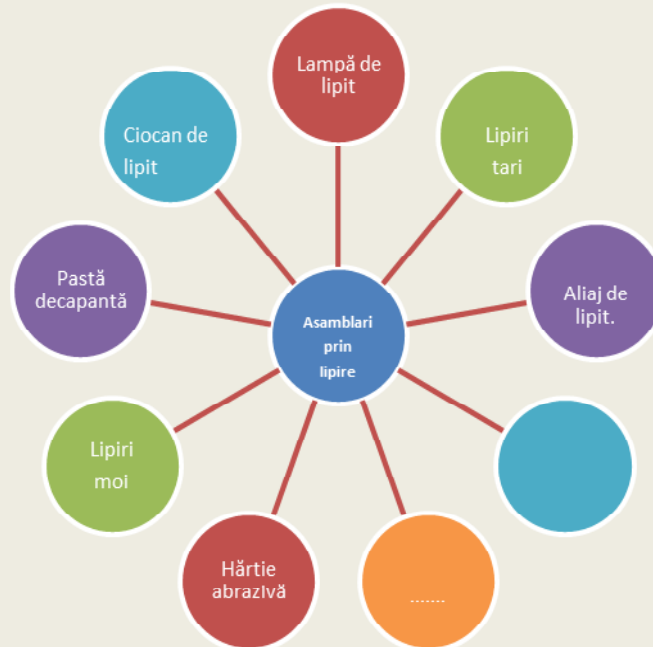 Lampă de
lipit
Lipiri
tari
Aliaj de
lipit.
.......
Hărtie
abrazivă
Lipiri
moi
Pastă
decapantă
Ciocan de
lipit
Asamblari
prin
lipire